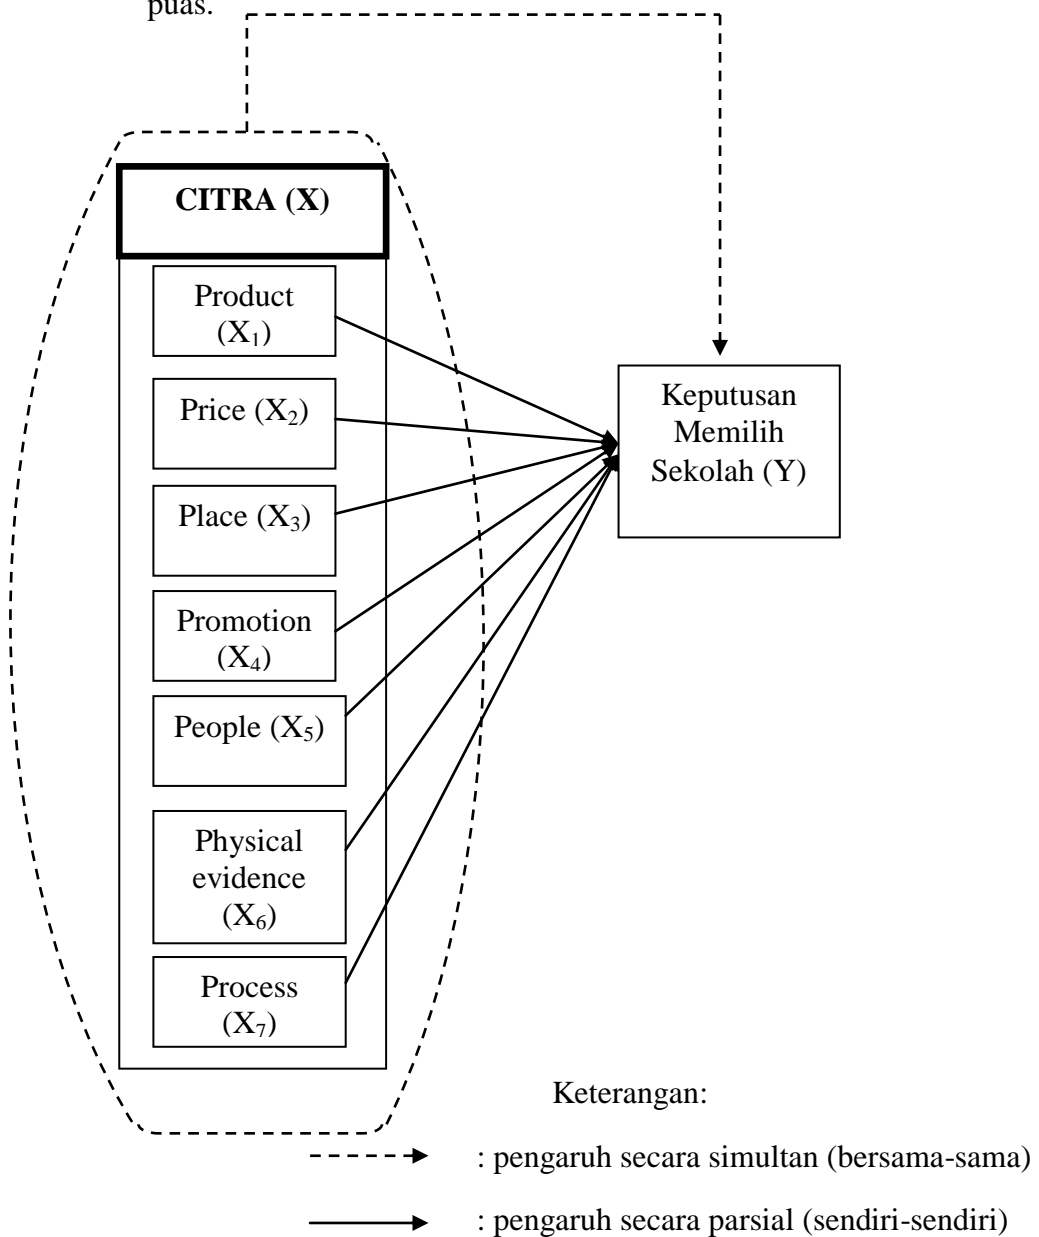 puas.
CITRA (X)
Product
(X₁)
Price (X₂)
Place (X₃)
Promotion
(X₄)
People (X₅)
Physical
evidence
(X₆)
Process
(X₇)
Keputusan
Memilih
Sekolah (Y)
Keterangan:
: pengaruh secara simultan (bersama-sama)
: pengaruh secara parsial (sendiri-sendiri)